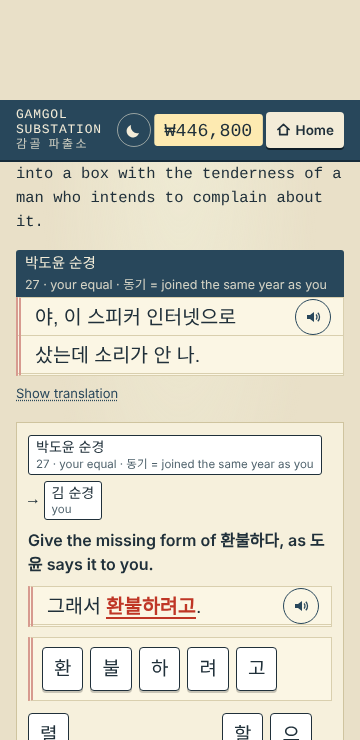 GAMGOL
SUBSTATION
감골 파출소
₩446,800
Home
into a box with the tenderness of a
man who intends to complain about
it.
박도윤 순경
27 · your equal · 동기 = joined the same year as you
야, 이 스피커 인터넷으로
샀는데 소리가 안 나.
Show translation
박도윤 순경
27 · your equal · 동기 = joined the same year as you
→ 김 순경
you
Give the missing form of 환불하다, as 도
윤 says it to you.
그래서 환불하려고.
환 불 하 려 고
렬 할 으